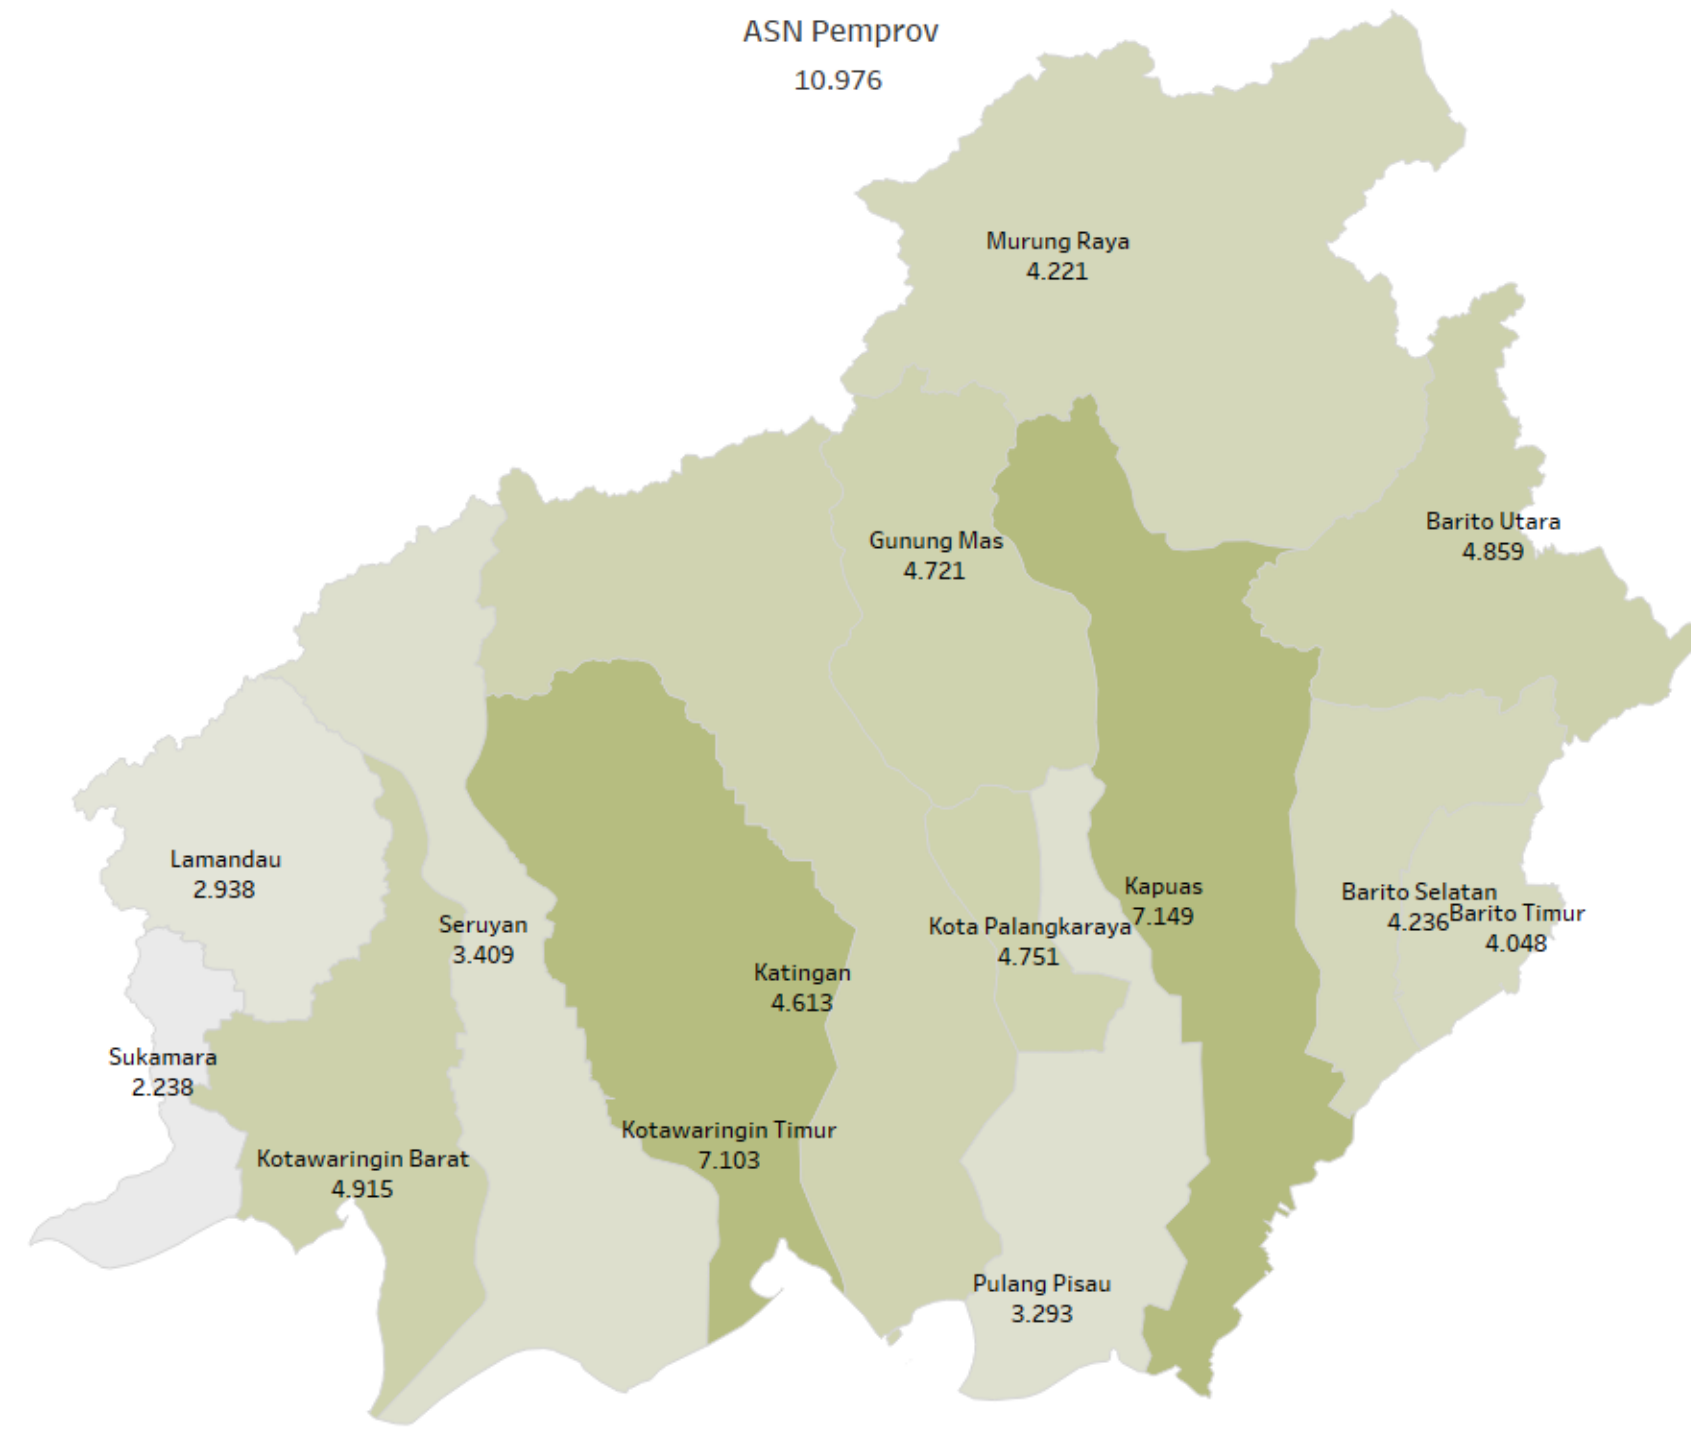 ASN Pemprov
10.976
Murung Raya
4.221
Barito Utara
4.859
Gunung Mas
4.721
Lamandau
2.938
Kapuas
7.149
Barito Selatan
4.236
Barito Timur
4.048
Seruyan
3.409
Kota Palangkaraya
4.751
Katingan
4.613
Sukamara
2.238
Kotawaringin Timur
7.103
Kotawaringin Barat
4.915
Pulang Pisau
3.293